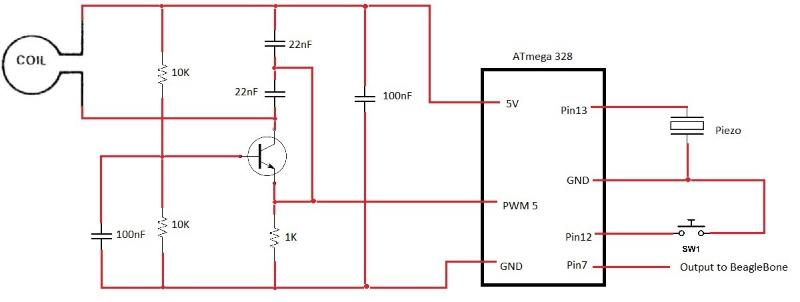 COIL
10K
22nF
22nF
100nF
100nF
10K
1K
ATmega 328
5V
PWM 5
GND
Pin13
GND
Pin12
Pin7
Piezo
SW1
Output to BeagleBone